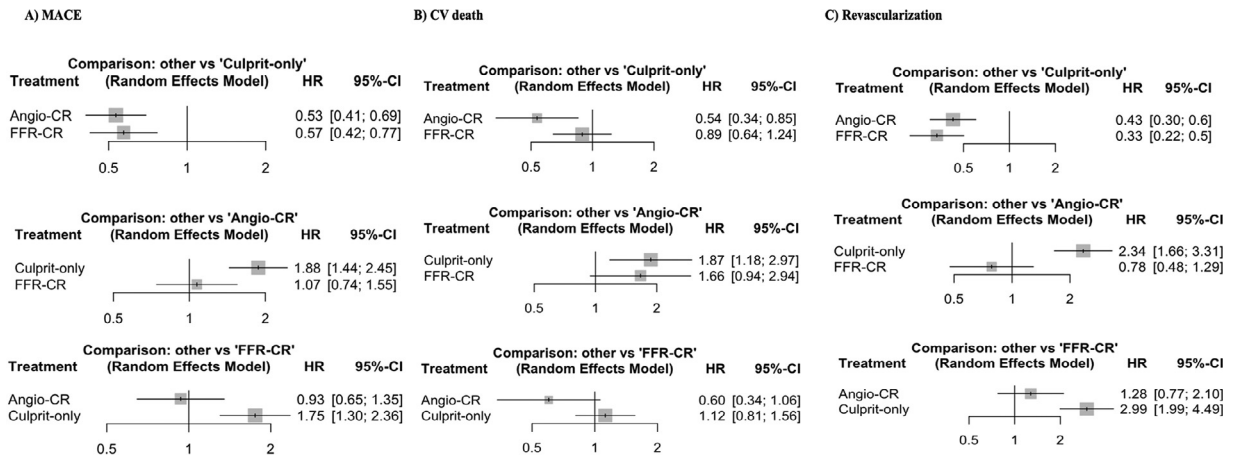 A) MACE
Comparison: other vs 'Culprit-only'
Treatment (Random Effects Model) HR 95%-CI
Angio-CR 0.53 [0.41; 0.69]
FFR-CR 0.57 [0.42; 0.77]
0.5 1 2
Comparison: other vs 'Angio-CR'
Treatment (Random Effects Model) HR 95%-CI
Culprit-only 1.88 [1.44; 2.45]
FFR-CR 1.07 [0.74; 1.55]
0.5 1 2
Comparison: other vs 'FFR-CR'
Treatment (Random Effects Model) HR 95%-CI
Angio-CR 0.93 [0.65; 1.35]
Culprit-only 1.75 [1.30; 2.36]
0.5 1 2
B) CV death
Comparison: other vs 'Culprit-only'
Treatment (Random Effects Model) HR 95%-CI
Angio-CR 0.54 [0.34; 0.85]
FFR-CR 0.89 [0.64; 1.24]
0.5 1 2
Comparison: other vs 'Angio-CR'
Treatment (Random Effects Model) HR 95%-CI
Culprit-only 1.87 [1.18; 2.97]
FFR-CR 1.66 [0.94; 2.94]
0.5 1 2
Comparison: other vs 'FFR-CR'
Treatment (Random Effects Model) HR 95%-CI
Angio-CR 0.60 [0.34; 1.06]
Culprit-only 1.12 [0.81; 1.56]
0.5 1 2
C) Revascularization
Comparison: other vs 'Culprit-only'
Treatment (Random Effects Model) HR 95%-CI
Angio-CR 0.43 [0.30; 0.6]
FFR-CR 0.33 [0.22; 0.5]
0.5 1 2
Comparison: other vs 'Angio-CR'
Treatment (Random Effects Model) HR 95%-CI
Culprit-only 2.34 [1.66; 3.31]
FFR-CR 0.78 [0.48; 1.29]
0.5 1 2
Comparison: other vs 'FFR-CR'
Treatment (Random Effects Model) HR 95%-CI
Angio-CR 1.28 [0.77; 2.10]
Culprit-only 2.99 [1.99; 4.49]
0.5 1 2